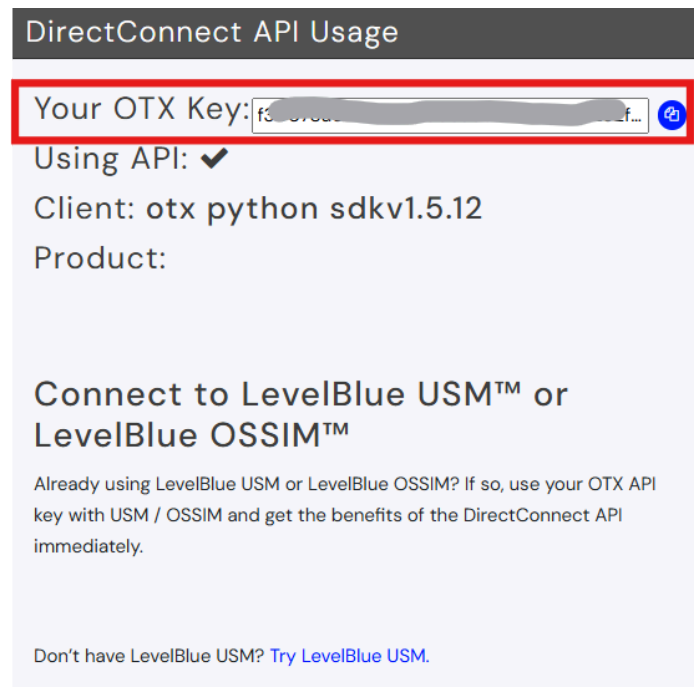 DirectConnect API Usage
Your OTX Key:
Using API: ✔
Client: otx python sdkv1.5.12
Product:
Connect to LevelBlue USM™ or
LevelBlue OSSIM™
Already using LevelBlue USM or LevelBlue OSSIM? If so, use your OTX API
key with USM / OSSIM and get the benefits of the DirectConnect API
immediately.
Don’t have LevelBlue USM? Try LevelBlue USM.